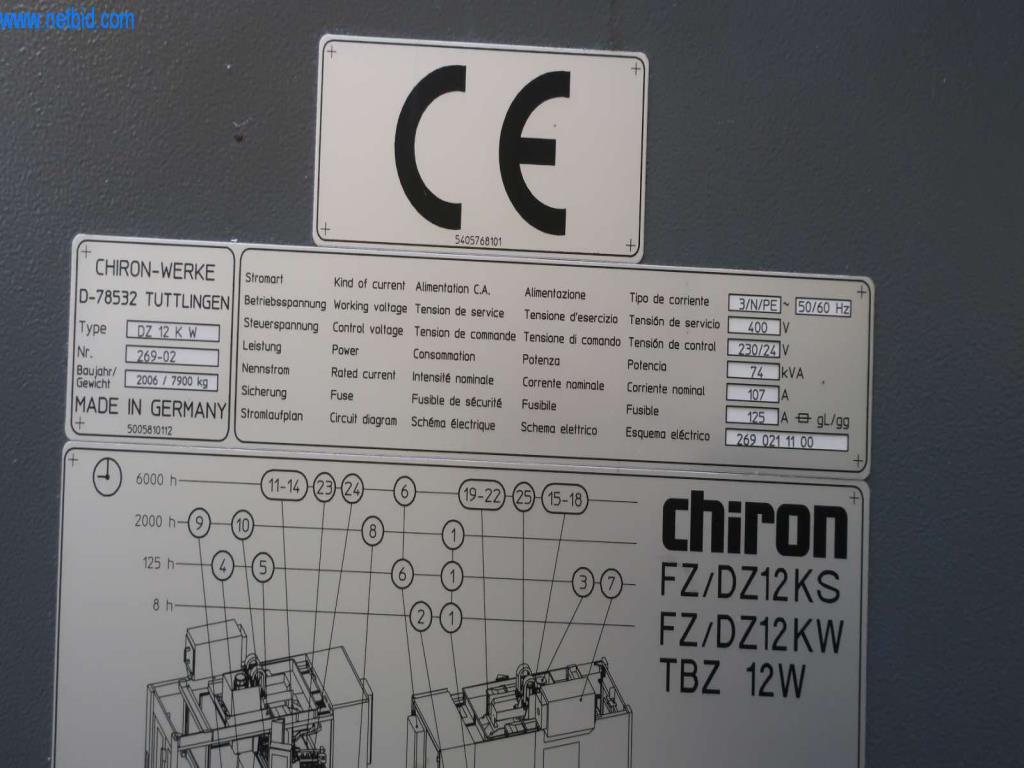 www.netbid.com
CE
5405768101
CHIRON-WERKE
D-78532 TUTTLINGEN
Type DZ 12 K W
Nr. 269-02
Baujahr/
Gewicht 2006 / 7900 kg
MADE IN GERMANY
5005810112
Stromart Kind of current Alimentation C.A. Alimentazione Tipo de corriente 3/N/PE ~ 50/60 Hz
Betriebsspannung Working voltage Tension de service Tensione d'esercizio Tensión de servicio 400 V
Steuerspannung Control voltage Tension de commande Tensione di comando Tensión de control 230/24 V
Leistung Power Consommation Potenza Potencia 74 kVA
Nennstrom Rated current Intensité nominale Corrente nominale Corriente nominal 107 A
Sicherung Fuse Fusible de sécurité Fusibile Fusible 125 A gL/gg
Stromlaufplan Circuit diagram Schéma électrique Schema elettrico Esquema eléctrico 269 021 11 00
6000 h 11-14 23 24 6 19-22 25 15-18
2000 h 9 10 8 1
125 h 4 5 6 1 3 7
8 h 2 1
chiron
FZ/DZ12KS
FZ/DZ12KW
TBZ 12W